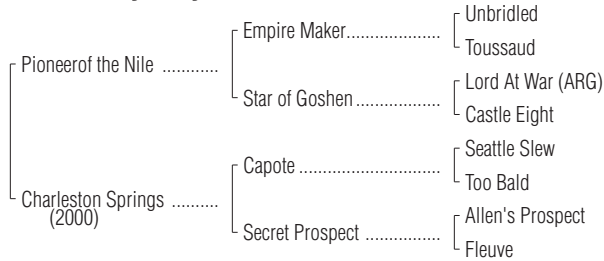 Unbridled
Empire Maker....................
Toussaud
Pioneerof the Nile ............
Lord At War (ARG)
Star of Goshen ..................
Castle Eight
Seattle Slew
Capote ..............................
Too Bald
Charleston Springs ..........
(2000)
Allen's Prospect
Secret Prospect ................
Fleuve